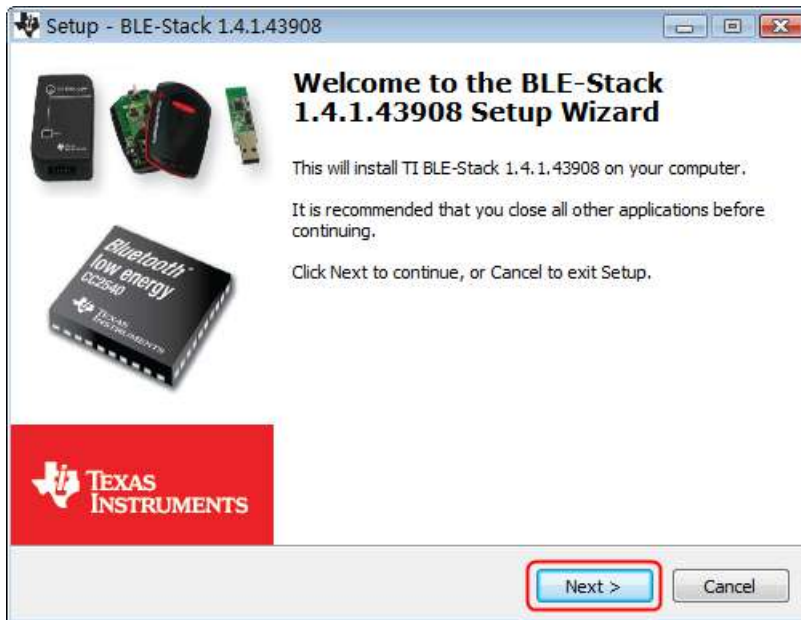 Setup - BLE-Stack 1.4.1.43908
Welcome to the BLE-Stack
1.4.1.43908 Setup Wizard
This will install TI BLE-Stack 1.4.1.43908 on your computer.
It is recommended that you close all other applications before
continuing.
Click Next to continue, or Cancel to exit Setup.
Bluetooth®
low energy
CC2540
TEXAS
INSTRUMENTS
TEXAS
INSTRUMENTS
Next >
Cancel